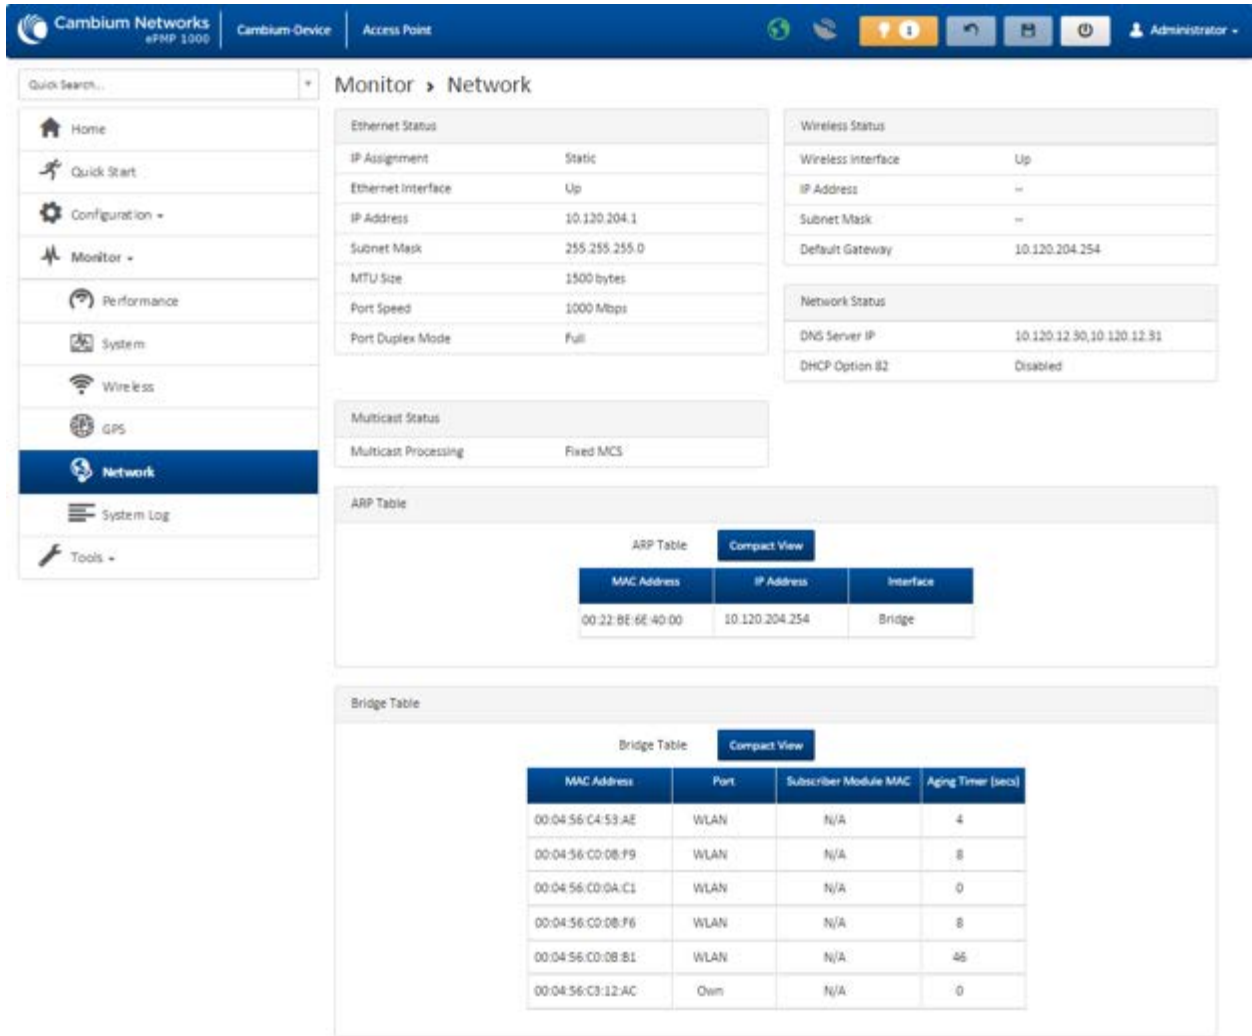 Cambium Networks
ePMP 1000
Cambium-Device
Access Point
1
Administrator
Quick Search...
Home
Quick Start
Configuration
Monitor
Performance
System
Wireless
GPS
Network
System Log
Tools
Monitor > Network
Ethernet Status
IP Assignment Static
Ethernet Interface Up
IP Address 10.120.204.1
Subnet Mask 255.255.255.0
MTU Size 1500 bytes
Port Speed 1000 Mbps
Port Duplex Mode Full
Wireless Status
Wireless Interface Up
IP Address --
Subnet Mask --
Default Gateway 10.120.204.254
Network Status
DNS Server IP 10.120.12.30,10.120.12.31
DHCP Option 82 Disabled
Multicast Status
Multicast Processing Fixed MCS
ARP Table
ARP Table Compact View
MAC Address IP Address Interface
00:22:BE:6E:40:00 10.120.204.254 Bridge
Bridge Table
Bridge Table Compact View
MAC Address Port Subscriber Module MAC Aging Timer (secs)
00:04:56:C4:53:AE WLAN N/A 4
00:04:56:C0:0B:F9 WLAN N/A 8
00:04:56:C0:0A:C1 WLAN N/A 0
00:04:56:C0:0B:F6 WLAN N/A 8
00:04:56:C0:0B:B1 WLAN N/A 46
00:04:56:C3:12:AC Own N/A 0